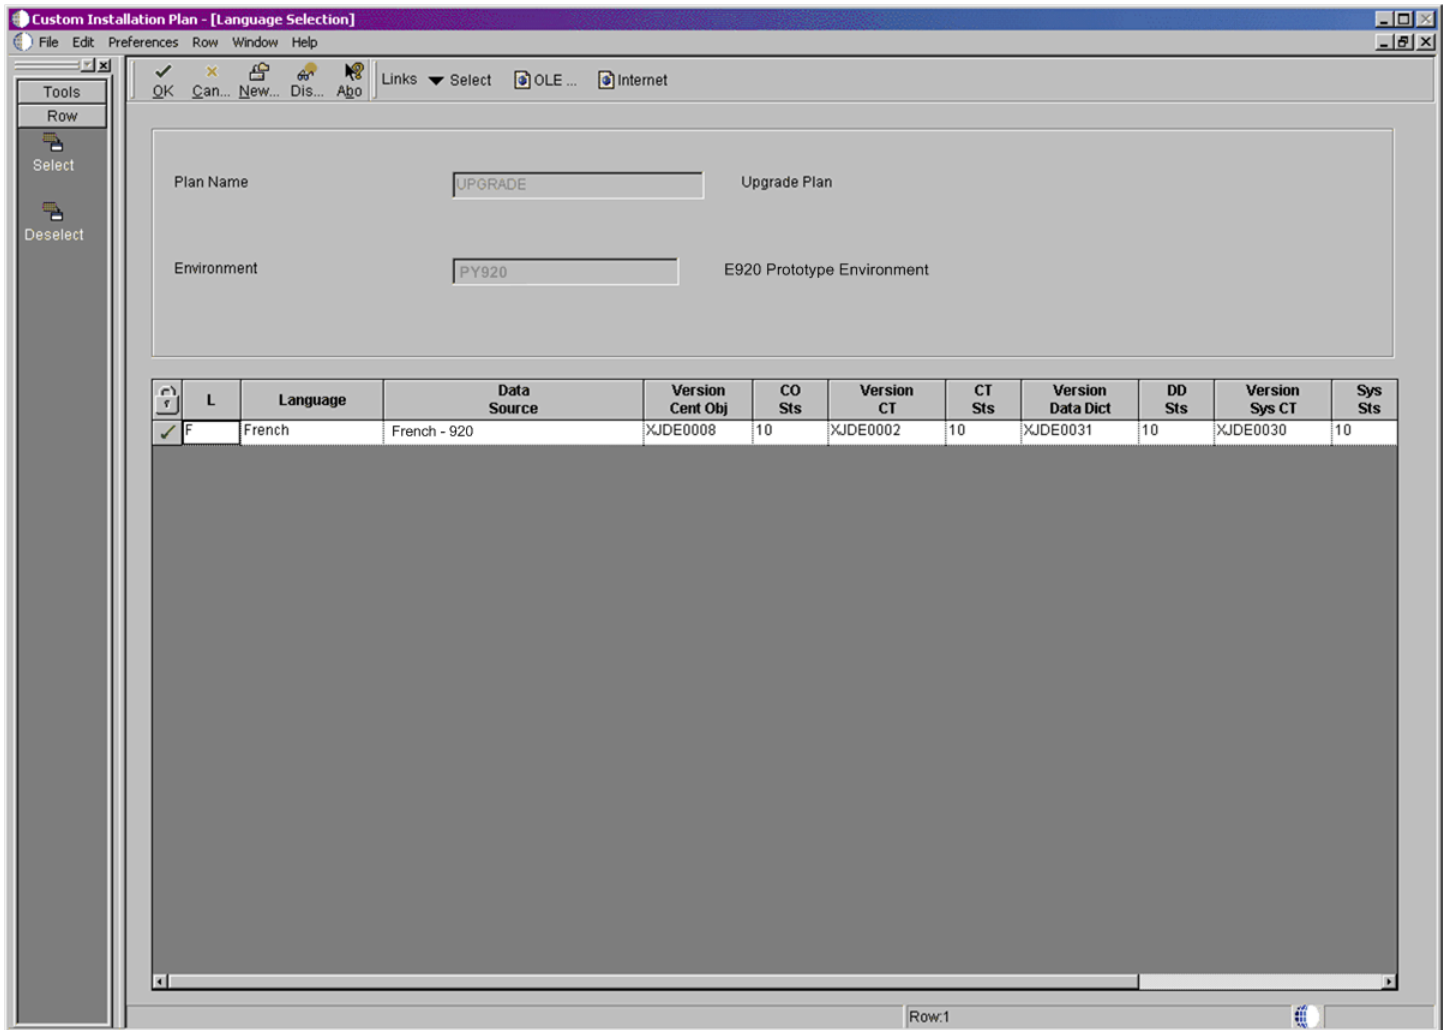 Custom Installation Plan - [Language Selection]
File Edit Preferences Row Window Help
Tools
Row
Select
Deselect
OK Can... New... Dis... Abo Links Select OLE ... Internet
Plan Name UPGRADE Upgrade Plan
Environment PY920 E920 Prototype Environment
L Language Data Source Version Cent Obj CO Sts Version CT CT Sts Version Data Dict DD Sts Version Sys CT Sys Sts
F French French - 920 XJDE0008 10 XJDE0002 10 XJDE0031 10 XJDE0030 10
Row:1